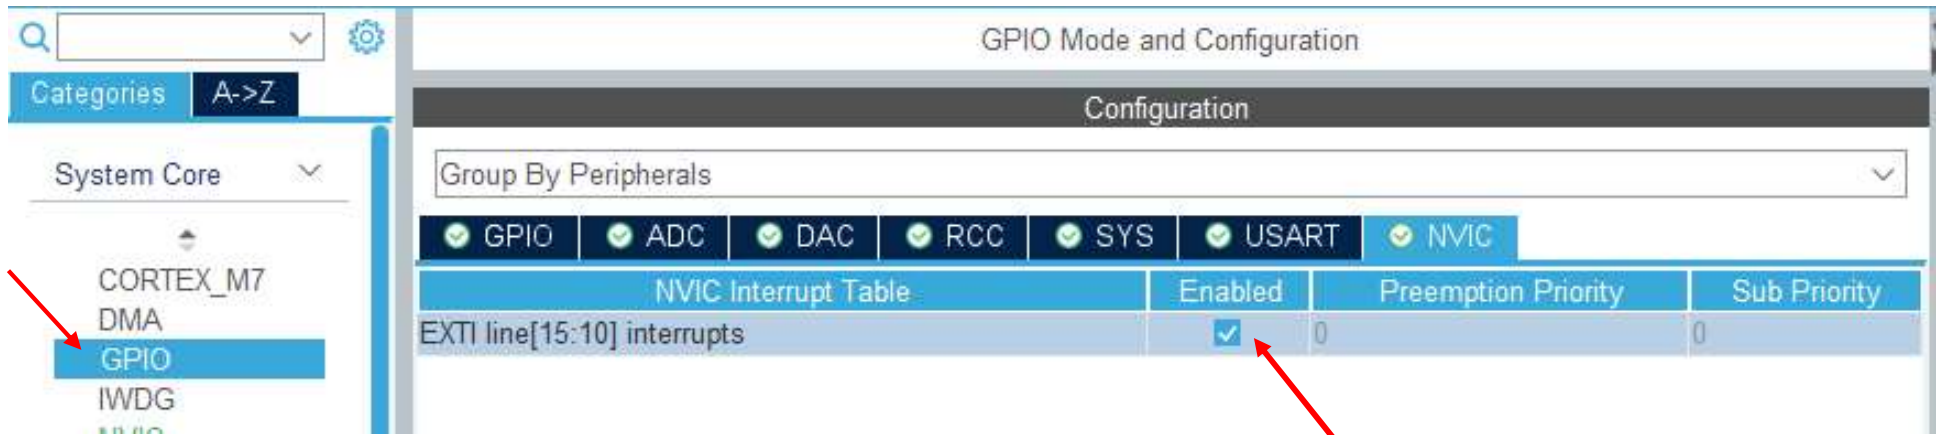 GPIO Mode and Configuration
Categories A->Z
Configuration
System Core
Group By Peripherals
GPIO ADC DAC RCC SYS USART NVIC
CORTEX_M7
NVIC Interrupt Table Enabled Preemption Priority Sub Priority
DMA
EXTI line[15:10] interrupts 0 0
GPIO
IWDG